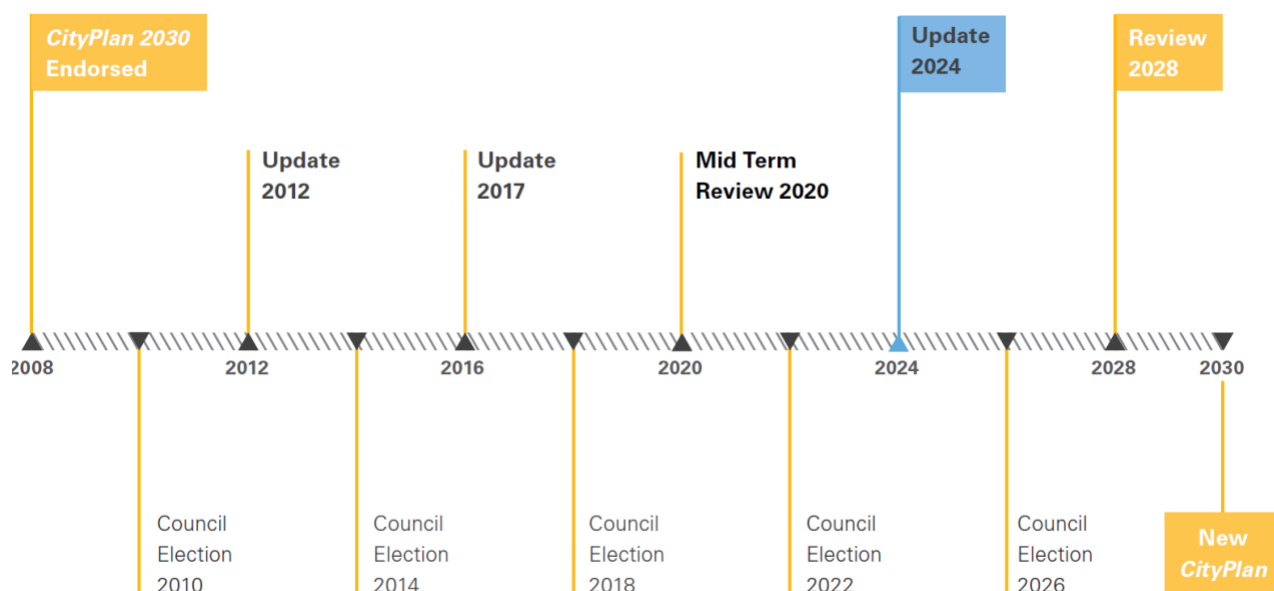 CityPlan 2030
Endorsed
Update
2024
Review
2028
Update
2012
Update
2017
Mid Term
Review 2020
2008
2012
2016
2020
2024
2028
2030
Council
Election
2010
Council
Election
2014
Council
Election
2018
Council
Election
2022
Council
Election
2026
New
CityPlan